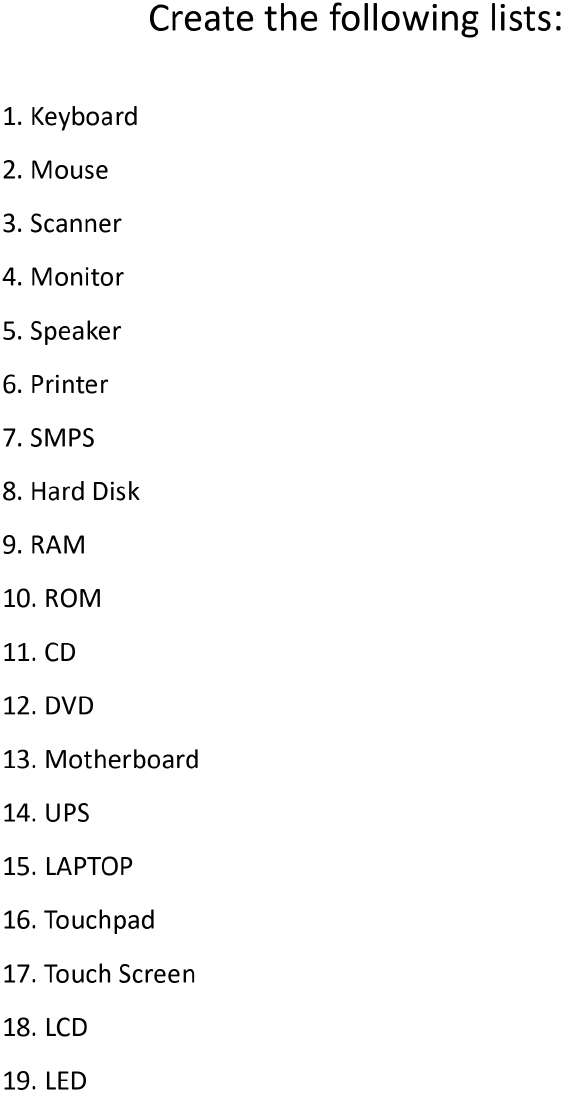 Create the following lists:
1. Keyboard
2. Mouse
3. Scanner
4. Monitor
5. Speaker
6. Printer
7. SMPS
8. Hard Disk
9. RAM
10. ROM
11. CD
12. DVD
13. Motherboard
14. UPS
15. LAPTOP
16. Touchpad
17. Touch Screen
18. LCD
19. LED